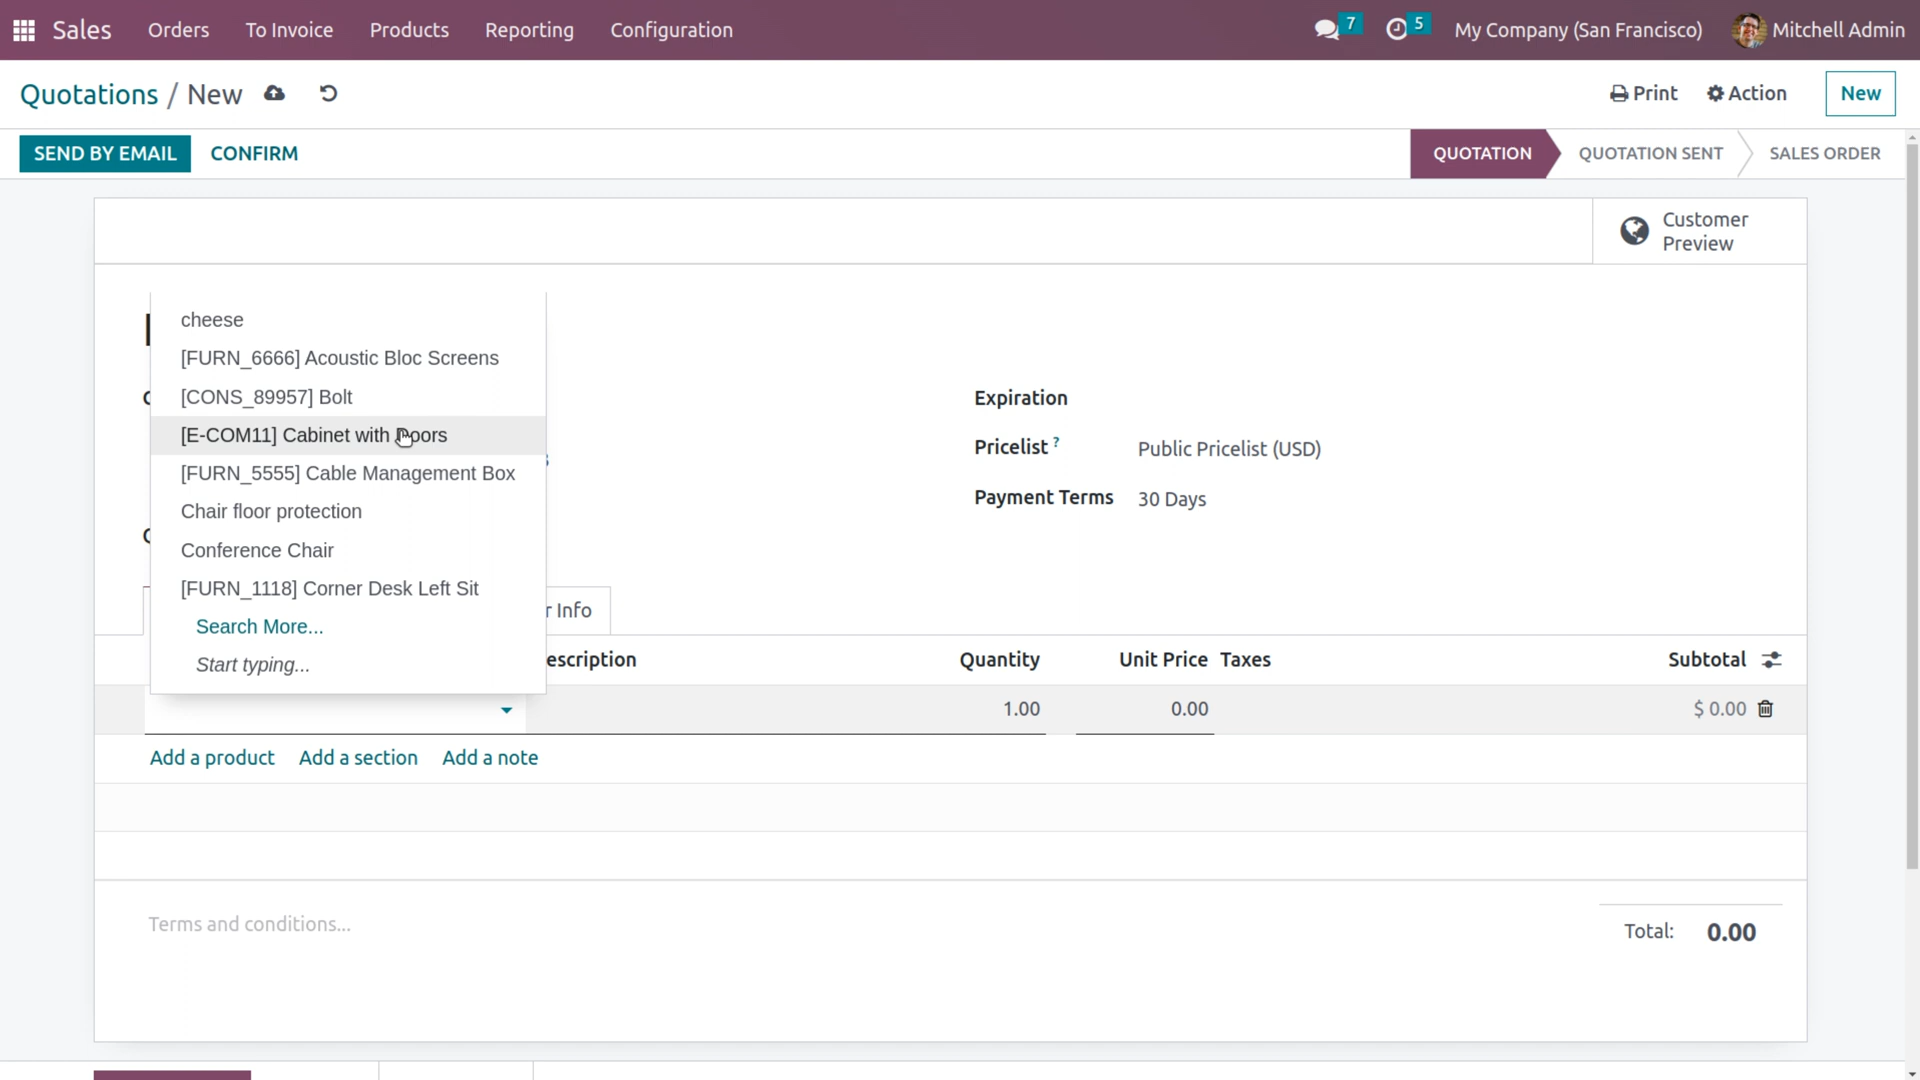 Sales Orders To Invoice Products Reporting Configuration 7 5 My Company (San Francisco) Mitchell Admin
Quotations / New Print Action New
SEND BY EMAIL CONFIRM QUOTATION QUOTATION SENT SALES ORDER
Customer
Preview
cheese
[FURN_6666] Acoustic Bloc Screens
[CONS_89957] Bolt
Expiration
[E-COM11] Cabinet with Doors
Pricelist ? Public Pricelist (USD)
[FURN_5555] Cable Management Box
Payment Terms 30 Days
Chair floor protection
Conference Chair
[FURN_1118] Corner Desk Left Sit
r Info
Search More...
Start typing...
escription Quantity Unit Price Taxes Subtotal
1.00 0.00 $ 0.00
Add a product Add a section Add a note
Terms and conditions...
Total: 0.00